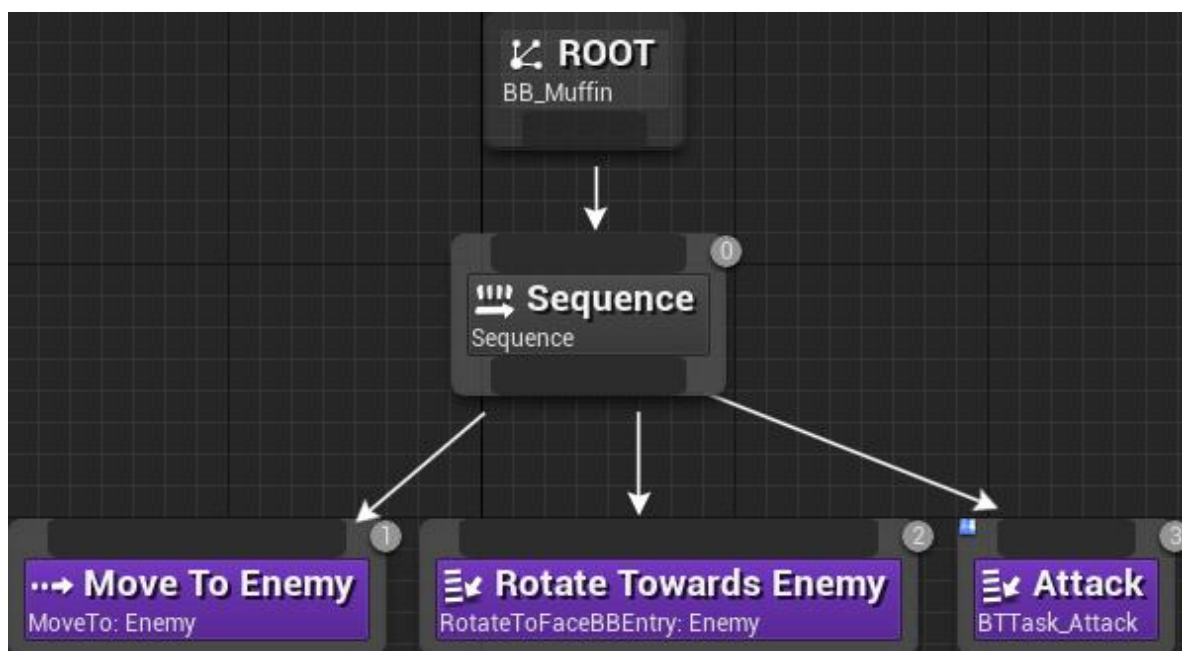 ROOT
BB_Muffin
0
Sequence
Sequence
1
2
3
Move To Enemy
MoveTo: Enemy
Rotate Towards Enemy
RotateToFaceBBEntry: Enemy
Attack
BTTask_Attack